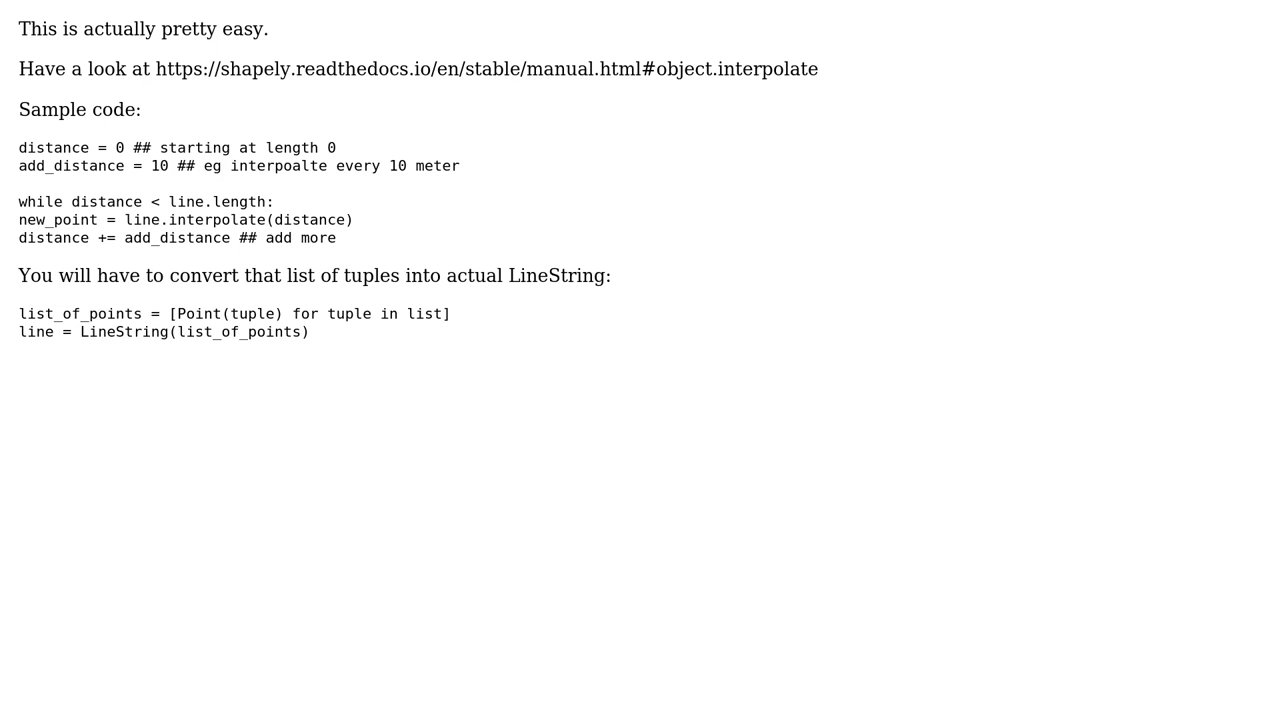 This is actually pretty easy.
Have a look at https://shapely.readthedocs.io/en/stable/manual.html#object.interpolate
Sample code:
distance = 0 ## starting at length 0
add_distance = 10 ## eg interpoalte every 10 meter
while distance < line.length:
new_point = line.interpolate(distance)
distance += add_distance ## add more
You will have to convert that list of tuples into actual LineString:
list_of_points = [Point(tuple) for tuple in list]
line = LineString(list_of_points)